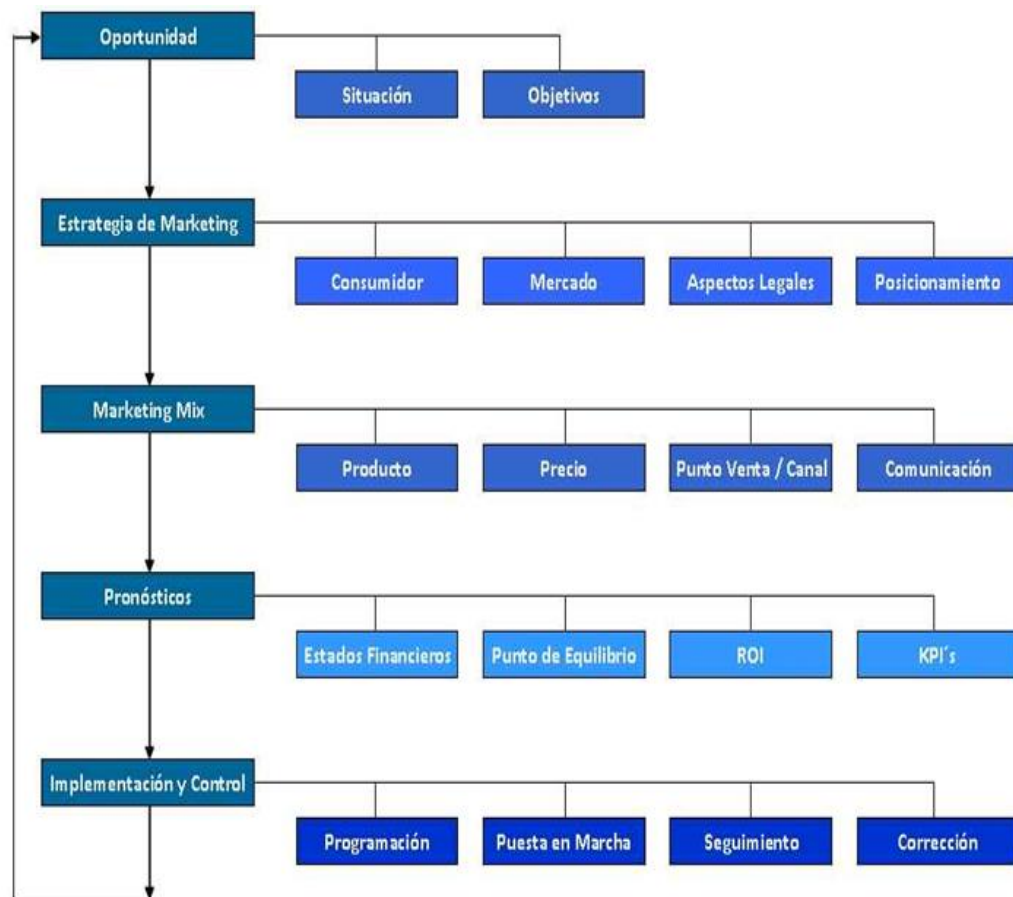 Oportunidad
Situación
Objetivos
Estrategia de Marketing
Consumidor
Mercado
Aspectos Legales
Posicionamiento
Marketing Mix
Producto
Precio
Punto Venta / Canal
Comunicación
Pronósticos
Estados Financieros
Punto de Equilibrio
ROI
KPI´s
Implementación y Control
Programación
Puesta en Marcha
Seguimiento
Corrección